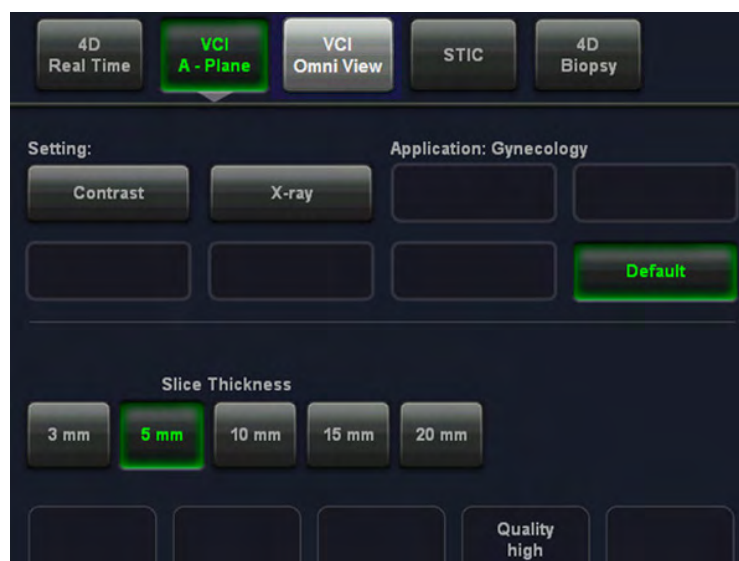 4D
Real Time
VCI
A - Plane
VCI
Omni View
STIC
4D
Biopsy
Setting:
Application: Gynecology
Contrast
X-ray
Default
Slice Thickness
3 mm
5 mm
10 mm
15 mm
20 mm
Quality
high